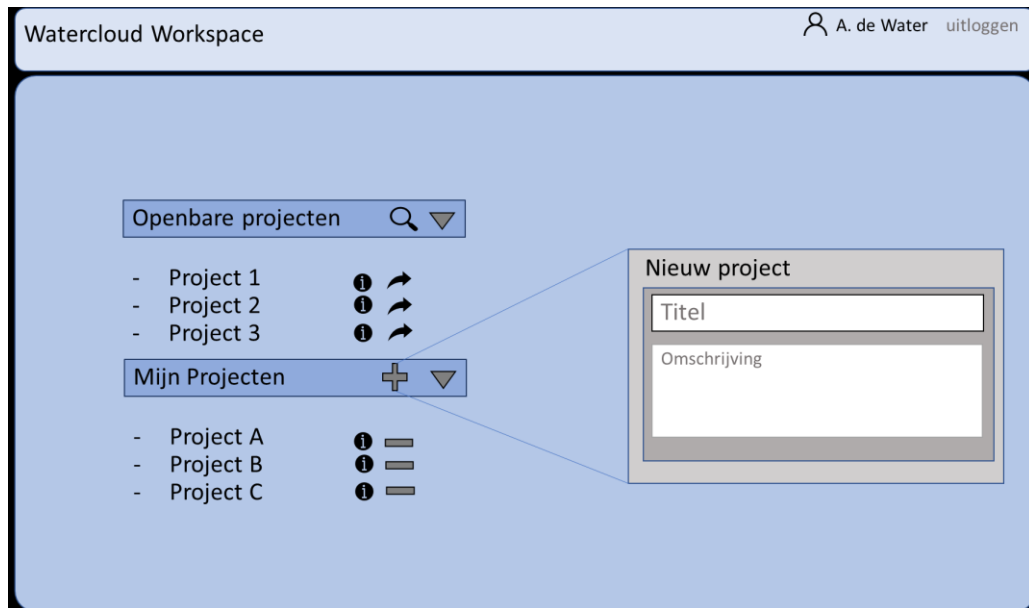 Watercloud Workspace
A. de Water uitloggen
Openbare projecten
- Project 1
- Project 2
- Project 3
Mijn Projecten
- Project A
- Project B
- Project C
Nieuw project
Titel
Omschrijving